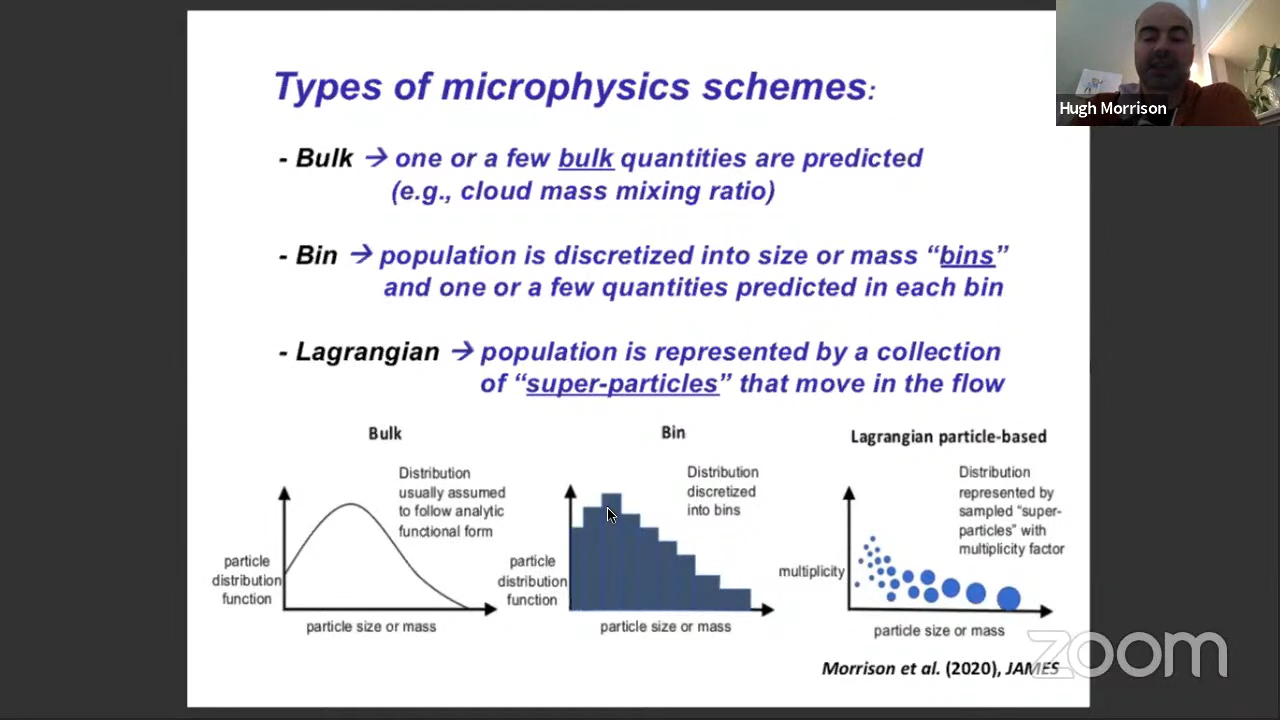 Types of microphysics schemes:
Hugh Morrison
- Bulk → one or a few bulk quantities are predicted
(e.g., cloud mass mixing ratio)
- Bin → population is discretized into size or mass “bins”
and one or a few quantities predicted in each bin
- Lagrangian → population is represented by a collection
of “super-particles” that move in the flow
Bulk
Distribution
usually assumed
to follow analytic
functional form
particle
distribution
function
particle size or mass
Bin
Distribution
discretized
into bins
particle
distribution
function
particle size or mass
Lagrangian particle-based
Distribution
represented by
sampled “super-
particles” with
multiplicity factor
multiplicity
particle size or mass
Morrison et al. (2020), JAMES
zoom